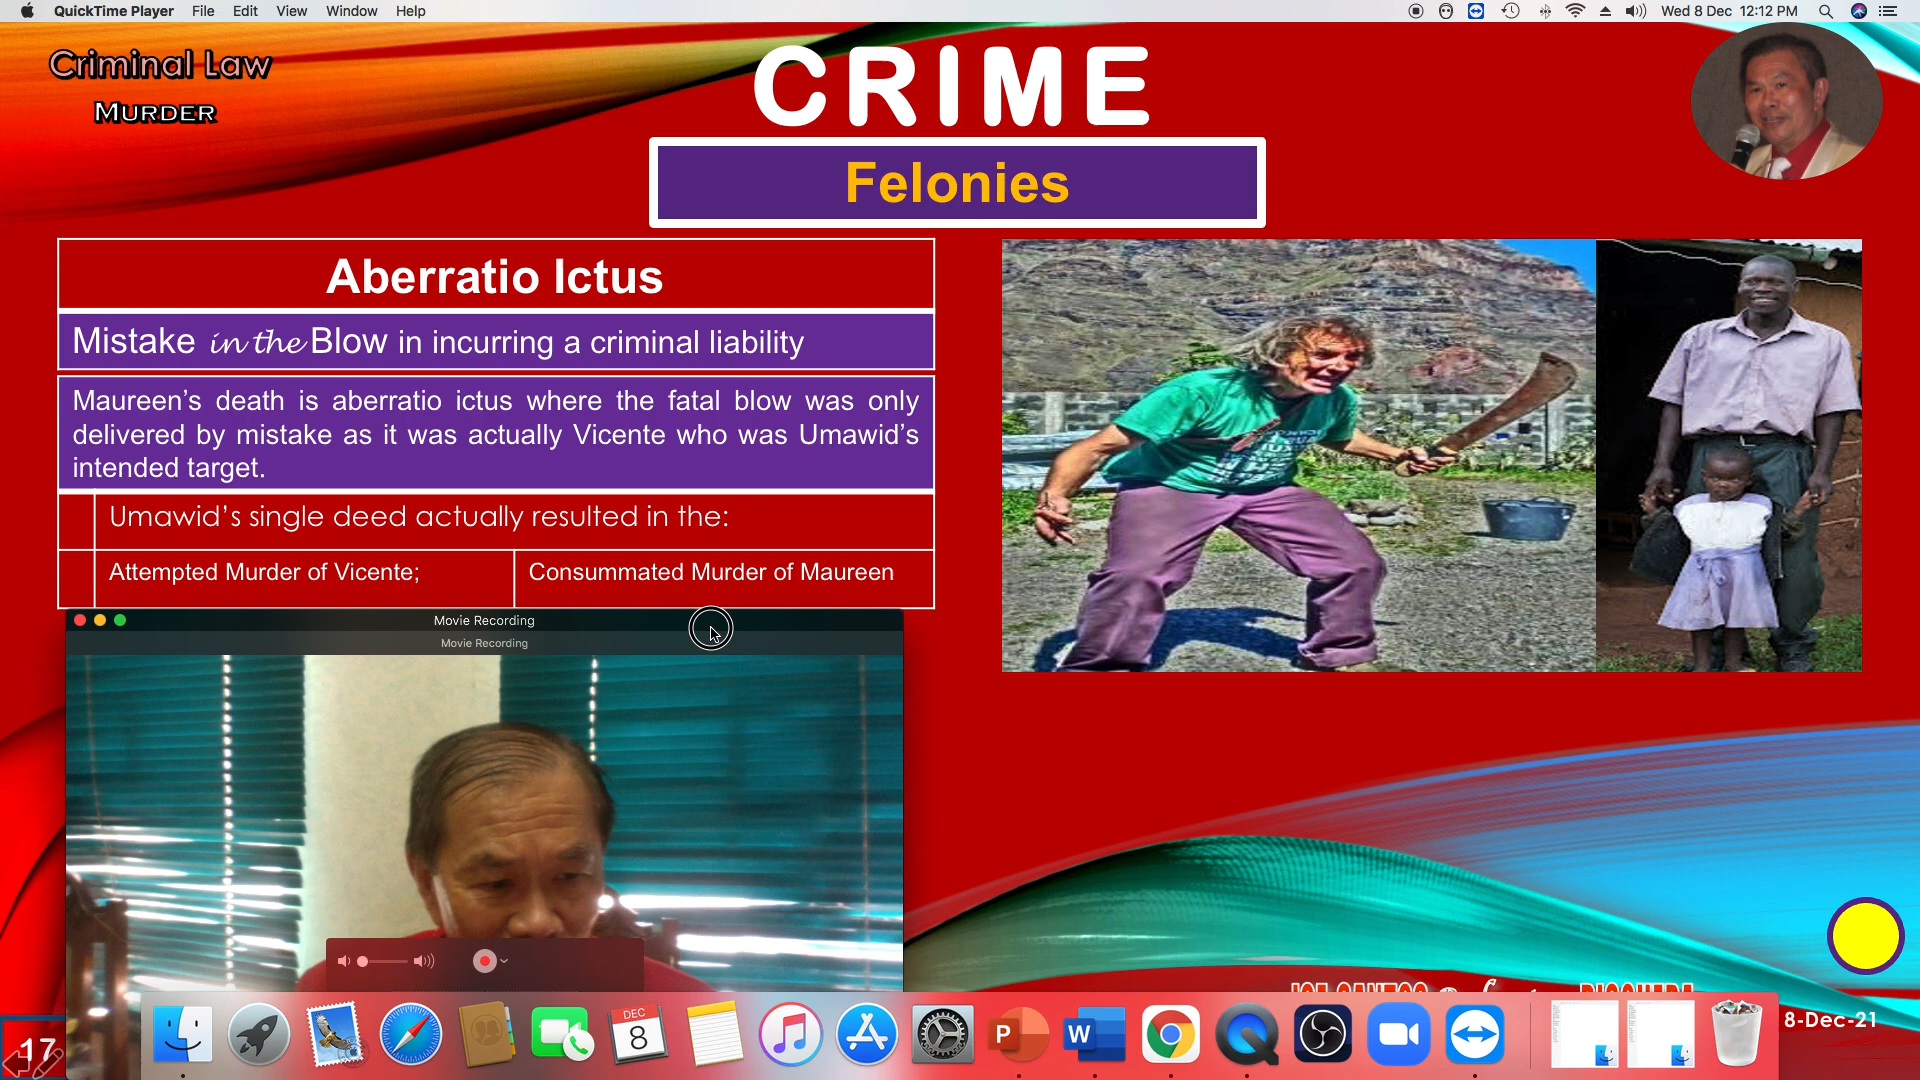 QuickTime Player File Edit View Window Help Wed 8 Dec 12:12 PM
Criminal Law
MURDER
CRIME
Felonies
Aberratio Ictus
Mistake in the Blow in incurring a criminal liability
Maureen’s death is aberratio ictus where the fatal blow was only
delivered by mistake as it was actually Vicente who was Umawid’s
intended target.
Umawid’s single deed actually resulted in the:
Attempted Murder of Vicente; Consummated Murder of Maureen
Movie Recording
Movie Recording
DEC
8
P
W
17
8-Dec-21